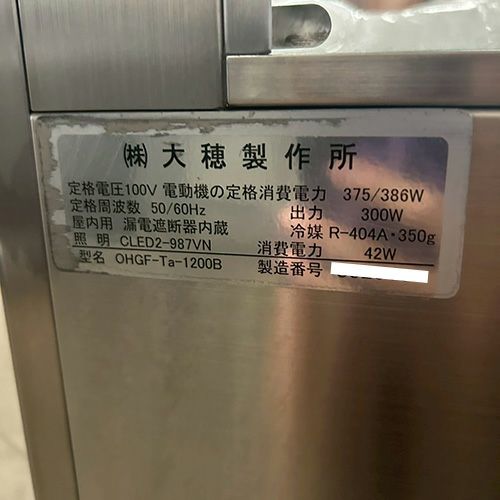 ㈱ 大穂製作所
定格電圧100V 電動機の定格消費電力 375/386W
定格周波数 50/60Hz 出力 300W
屋内用 漏電遮断器内蔵 冷媒 R-404A・350g
照明 CLED2-987VN 消費電力 42W
型名 OHGF-Ta-1200B 製造番号